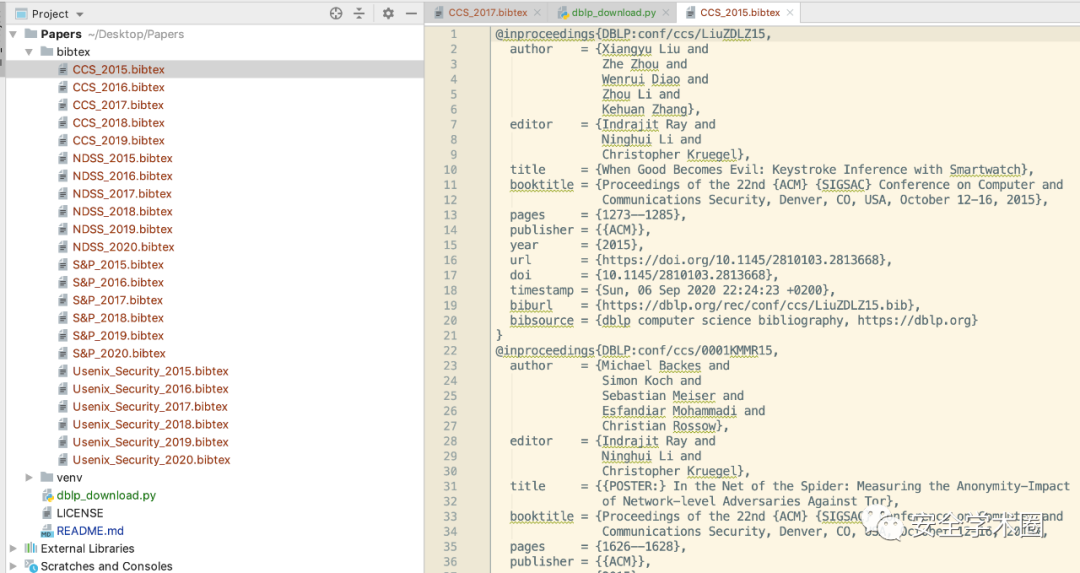 Project
CCS_2017.bibtex
dblp_download.py
CCS_2015.bibtex
Papers ~/Desktop/Papers
bibtex
CCS_2015.bibtex
CCS_2016.bibtex
CCS_2017.bibtex
CCS_2018.bibtex
CCS_2019.bibtex
NDSS_2015.bibtex
NDSS_2016.bibtex
NDSS_2017.bibtex
NDSS_2018.bibtex
NDSS_2019.bibtex
NDSS_2020.bibtex
S&P_2015.bibtex
S&P_2016.bibtex
S&P_2017.bibtex
S&P_2018.bibtex
S&P_2019.bibtex
S&P_2020.bibtex
Usenix_Security_2015.bibtex
Usenix_Security_2016.bibtex
Usenix_Security_2017.bibtex
Usenix_Security_2018.bibtex
Usenix_Security_2019.bibtex
Usenix_Security_2020.bibtex
venv
dblp_download.py
LICENSE
README.md
External Libraries
Scratches and Consoles
1 @inproceedings{DBLP:conf/ccs/LiuZDLZ15,
2 author = {Xiangyu Liu and
3 Zhe Zhou and
4 Wenrui Diao and
5 Zhou Li and
6 Kehuan Zhang},
7 editor = {Indrajit Ray and
8 Ninghui Li and
9 Christopher Kruegel},
10 title = {When Good Becomes Evil: Keystroke Inference with Smartwatch},
11 booktitle = {Proceedings of the 22nd {ACM} {SIGSAC} Conference on Computer and
12 Communications Security, Denver, CO, USA, October 12-16, 2015},
13 pages = {1273--1285},
14 publisher = {{ACM}},
15 year = {2015},
16 url = {https://doi.org/10.1145/2810103.2813668},
17 doi = {10.1145/2810103.2813668},
18 timestamp = {Sun, 06 Sep 2020 22:24:23 +0200},
19 biburl = {https://dblp.org/rec/conf/ccs/LiuZDLZ15.bib},
20 bibsource = {dblp computer science bibliography, https://dblp.org}
21 }
22 @inproceedings{DBLP:conf/ccs/0001KMMR15,
23 author = {Michael Backes and
24 Simon Koch and
25 Sebastian Meiser and
26 Esfandiar Mohammadi and
27 Christian Rossow},
28 editor = {Indrajit Ray and
29 Ninghui Li and
30 Christopher Kruegel},
31 title = {{POSTER:} In the Net of the Spider: Measuring the Anonymity-Impact
32 of Network-level Adversaries Against Tor},
33 booktitle = {Proceedings of the 22nd {ACM} {SIGSAC} Conference on Computer and
34 Communications Security, Denver, CO,
35 pages = {1626--1628},
36 publisher = {{ACM}},
安全学术圈